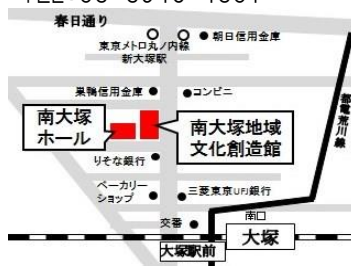 春日通り
東京メトロ丸ノ内線
新大塚駅
朝日信用金庫
巣鴨信用金庫
コンビニ
南大塚
ホール
南大塚地域
文化創造館
りそな銀行
ベーカリー
ショップ
三菱東京UFJ銀行
都電荒川線
交番
南口
大塚
大塚駅前